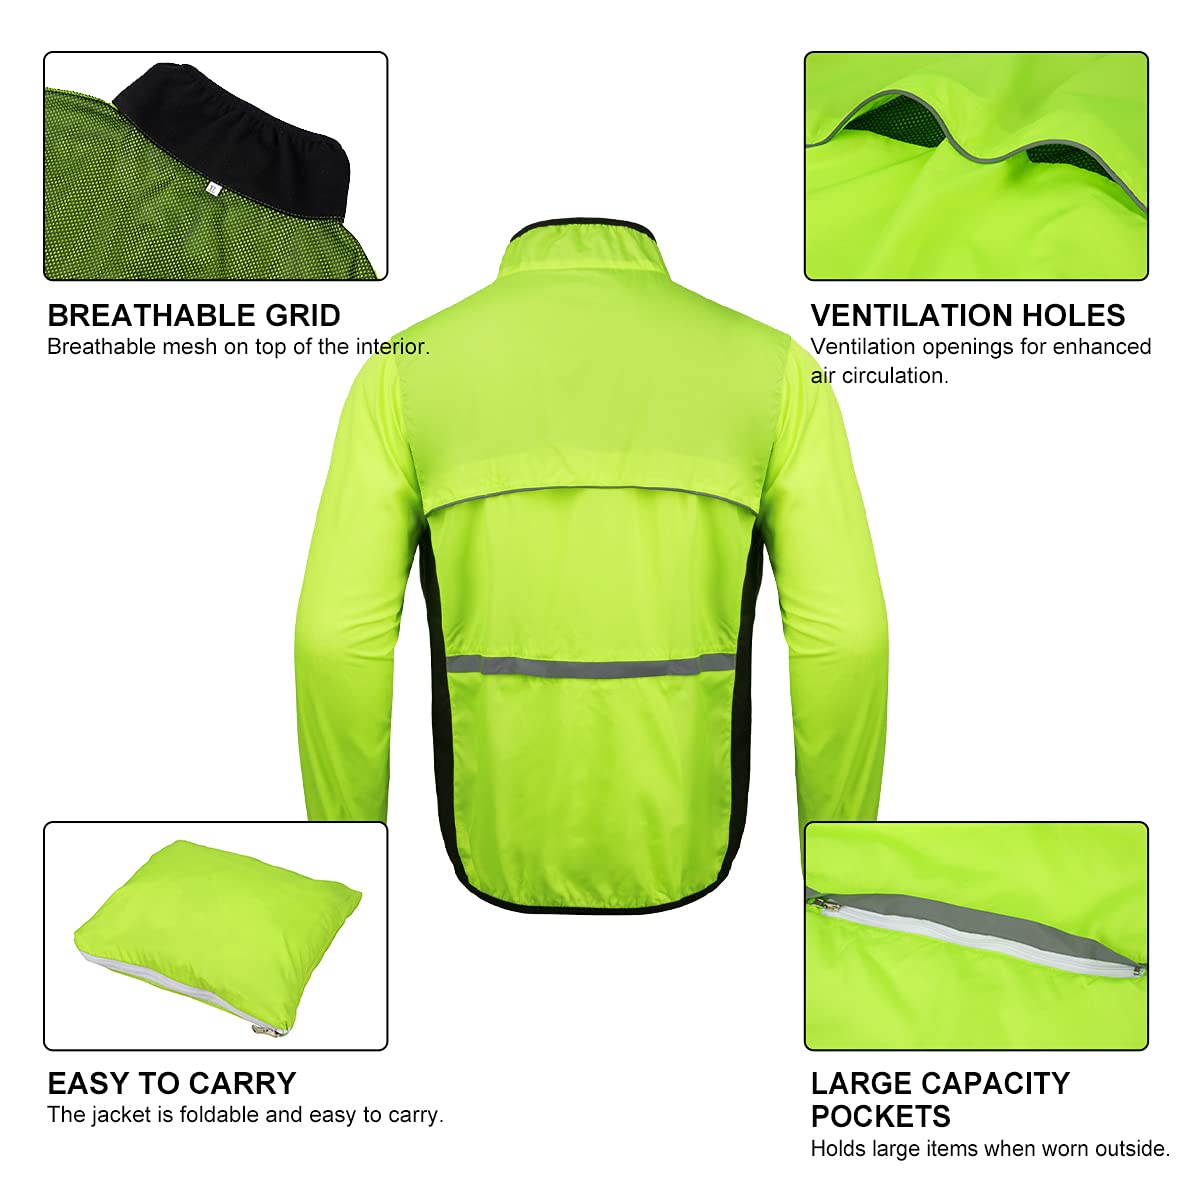 BREATHABLE GRID
Breathable mesh on top of the interior.
VENTILATION HOLES
Ventilation openings for enhanced
air circulation.
EASY TO CARRY
The jacket is foldable and easy to carry.
LARGE CAPACITY
POCKETS
Holds large items when worn outside.